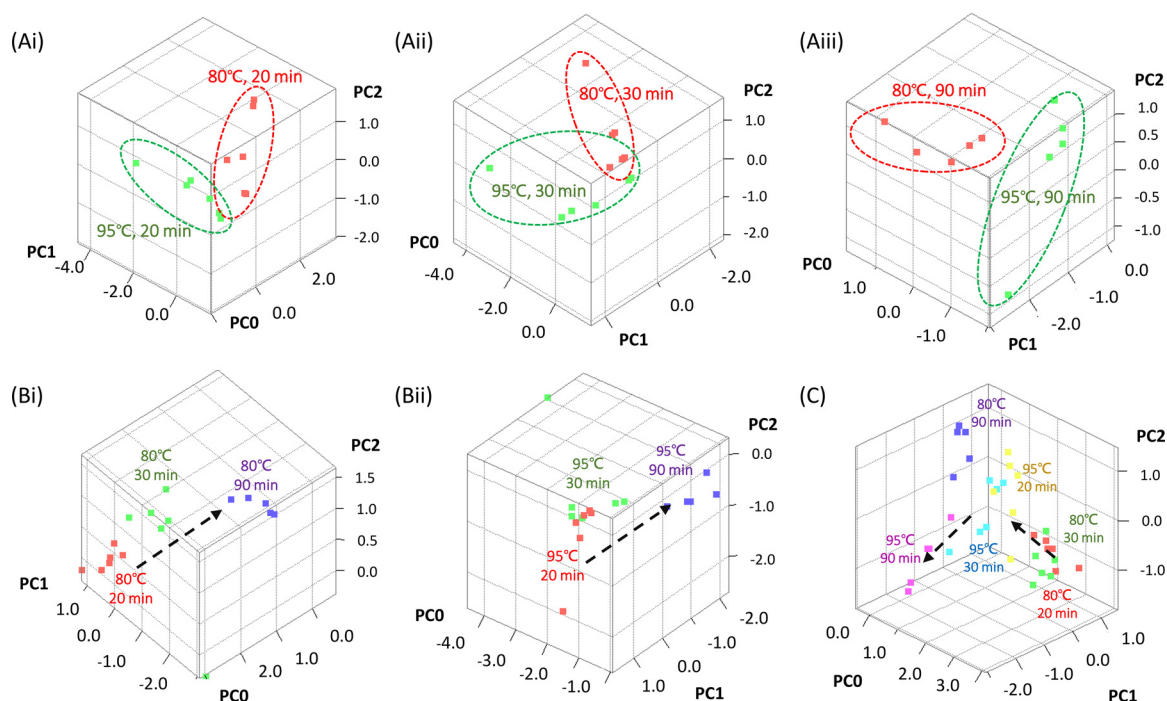 (Ai)
80℃, 20 min
95℃, 20 min
PC2
1.0
0.0
-1.0
-2.0
PC1
-4.0
-2.0
0.0
PC0
0.0
2.0
(Aii)
80℃, 30 min
95℃, 30 min
PC2
1.0
0.0
-1.0
-2.0
PC0
-4.0
-2.0
0.0
PC1
0.0
-2.0
(Aiii)
80℃, 90 min
95℃, 90 min
PC2
1.0
0.5
0.0
-0.5
-1.0
PC0
1.0
0.0
-1.0
PC1
-2.0
-1.0
0.0
(Bi)
80℃
30 min
80℃
90 min
80℃
20 min
PC2
1.5
1.0
0.5
0.0
PC1
1.0
0.0
-1.0
-2.0
PC0
2.0
1.0
0.0
(Bii)
95℃
30 min
95℃
90 min
95℃
20 min
PC2
0.0
-1.0
-2.0
PC0
-4.0
-3.0
-2.0
-1.0
1.0
0.0
-1.0
-2.0
PC1
(C)
80℃
90 min
95℃
20 min
80℃
30 min
95℃
90 min
95℃
30 min
80℃
20 min
PC2
1.0
0.0
-1.0
PC0
0.0
1.0
2.0
3.0
-2.0
-1.0
0.0
1.0
PC1